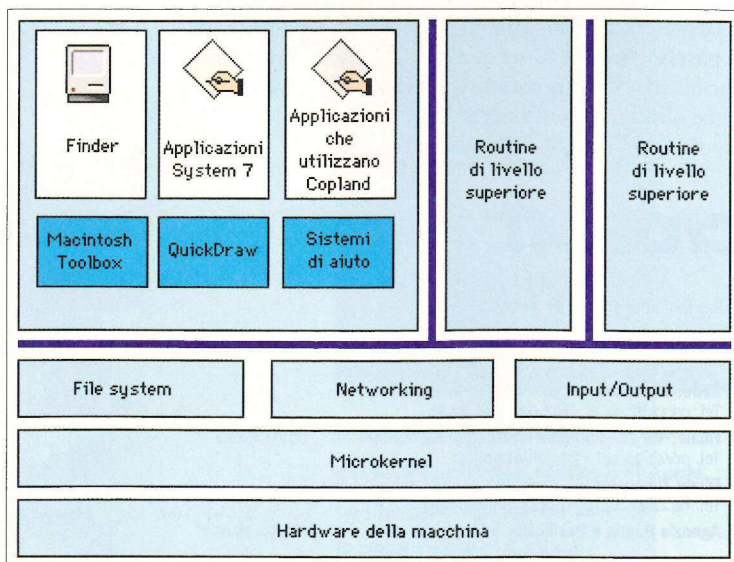 Finder
Applicazioni
System 7
Applicazioni
che
utilizzano
Copland
Macintosh
Toolbox
QuickDraw
Sistemi
di aiuto
Routine
di livello
superiore
Routine
di livello
superiore
File system
Networking
Input/Output
Microkernel
Hardware della macchina